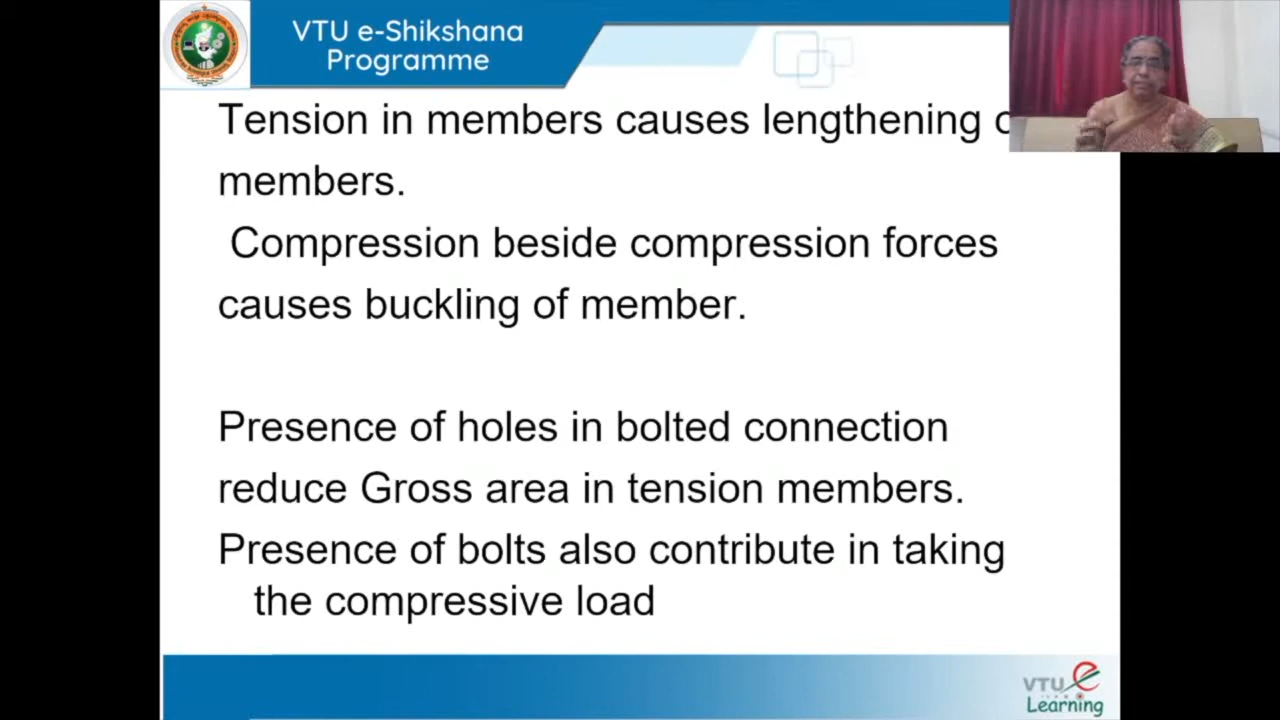 VTU e-Shikshana
Programme
Tension in members causes lengthening
members.
Compression beside compression forces
causes buckling of member.
Presence of holes in bolted connection
reduce Gross area in tension members.
Presence of bolts also contribute in taking
the compressive load
VTU e
Learning